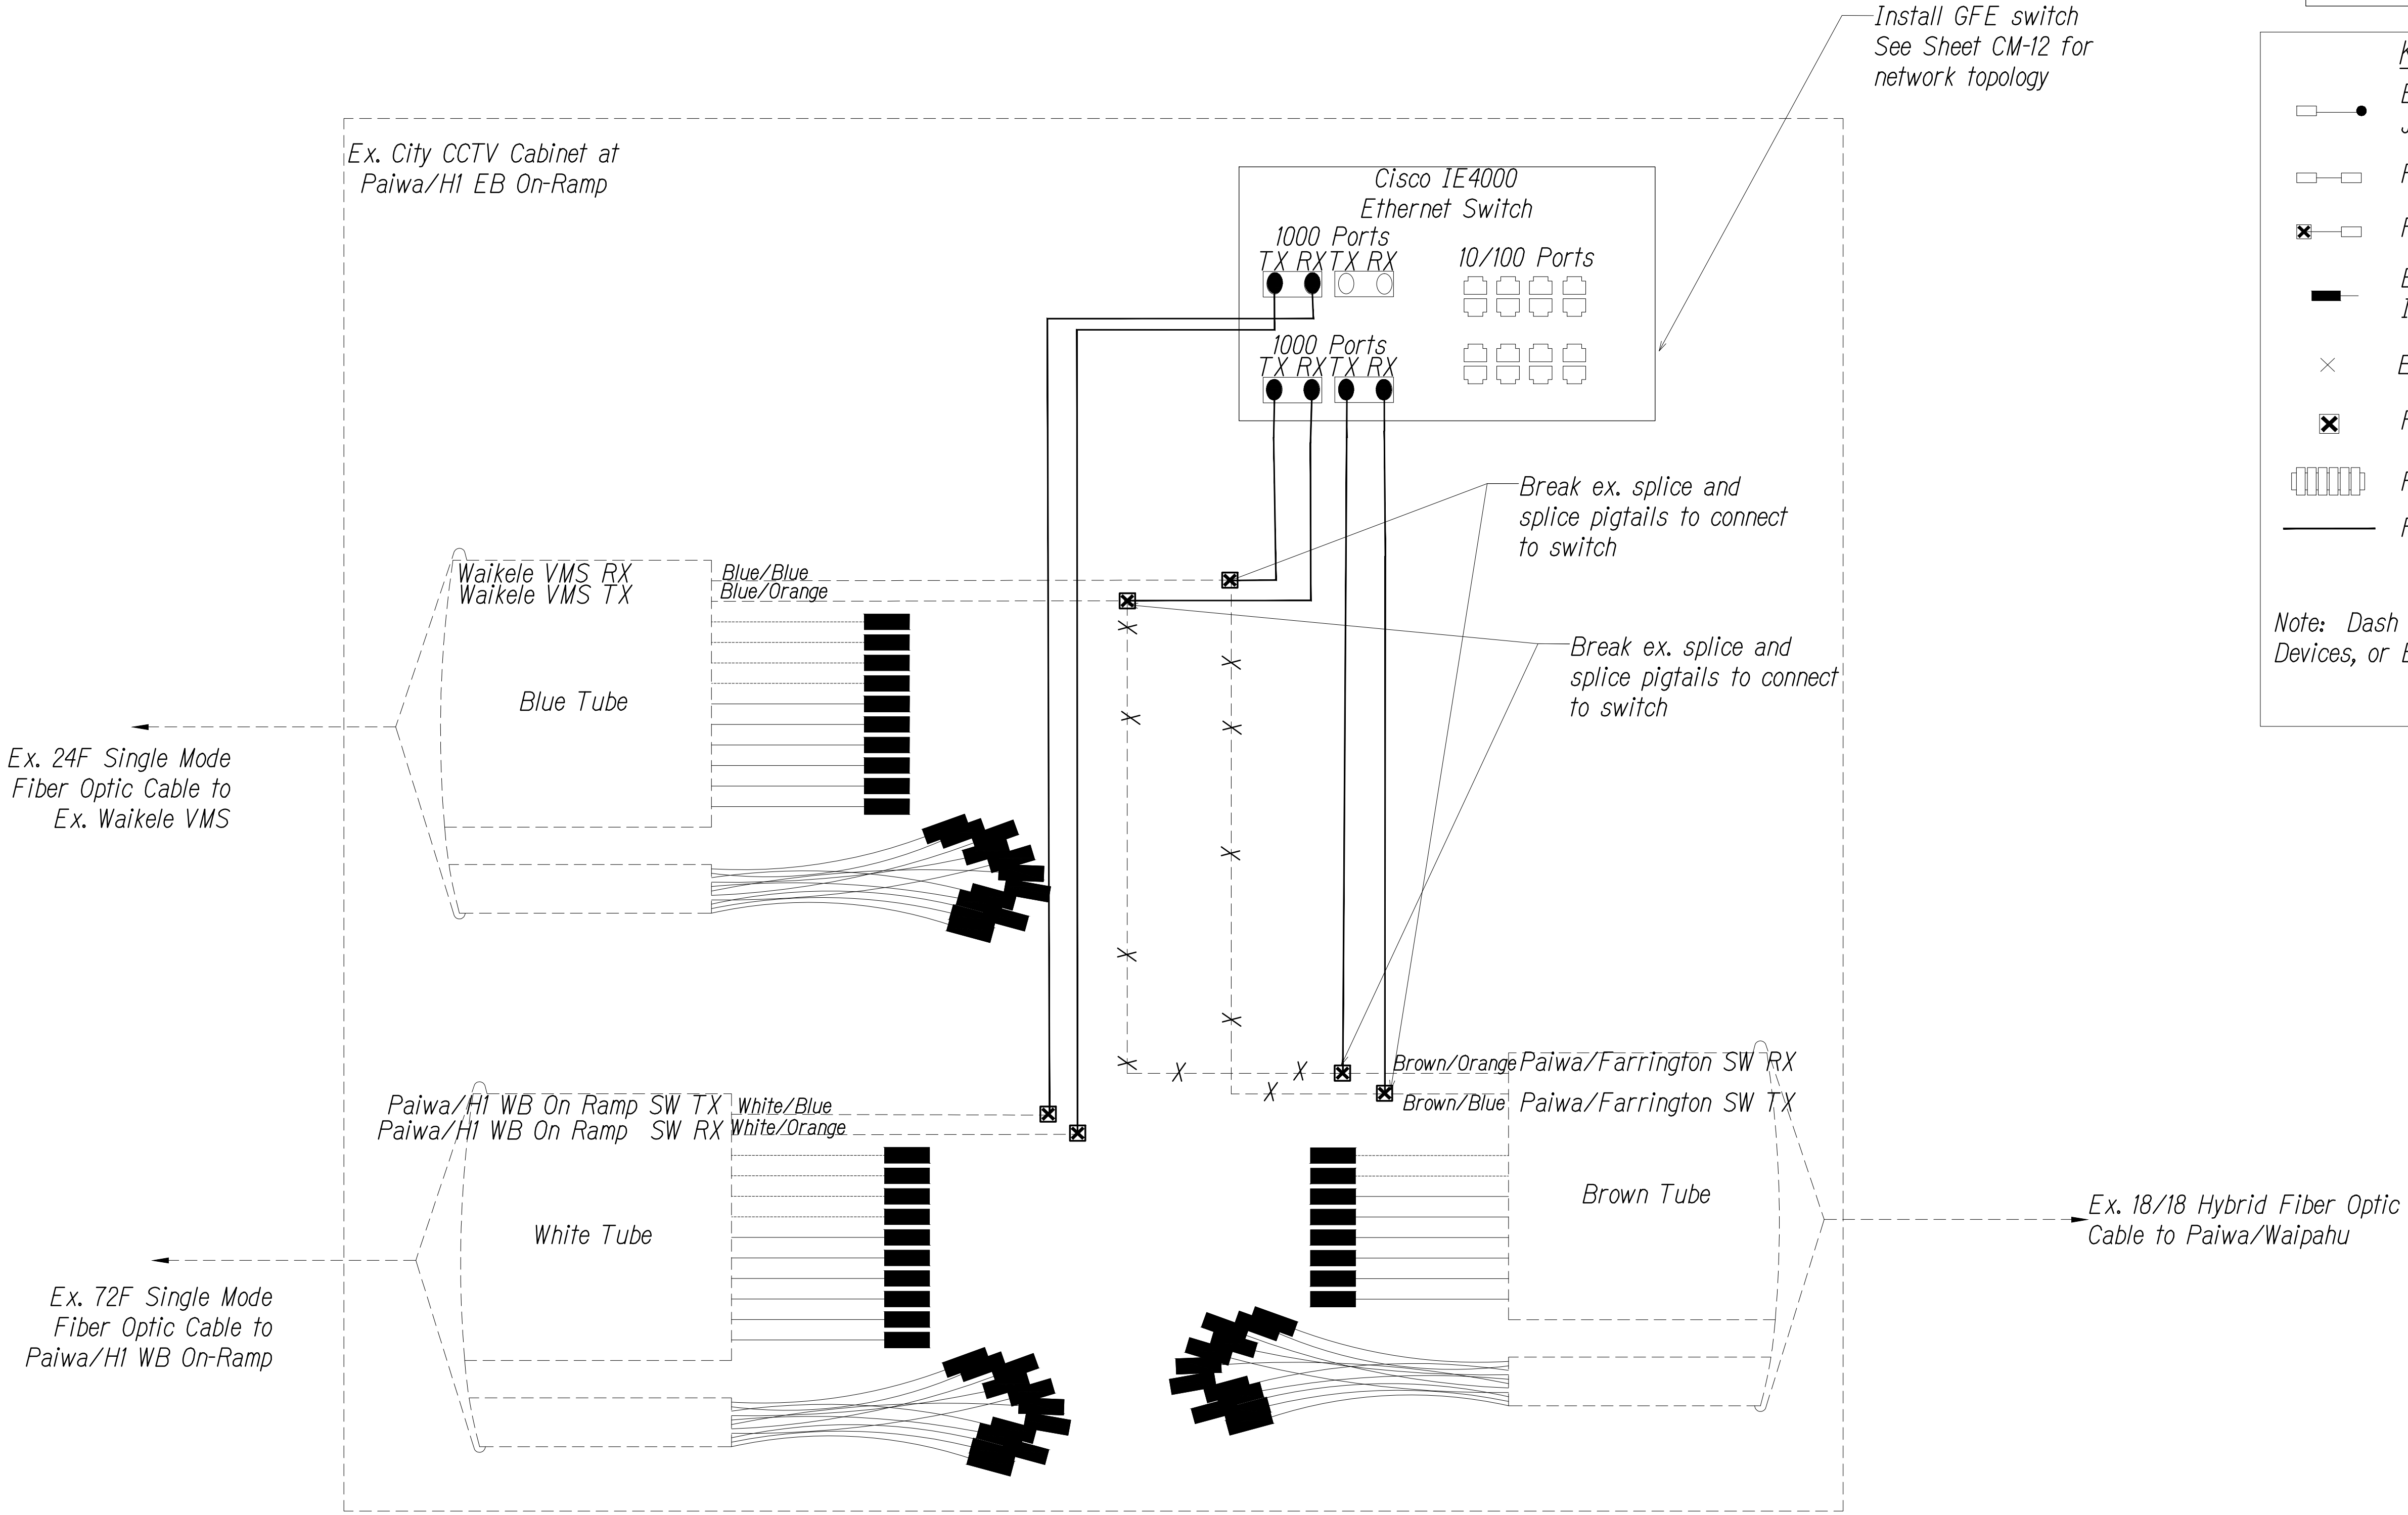 Install GFE switch
See Sheet CM-12 for
network topology
Ex. City CCTV Cabinet at
Paiwa/H1 EB On-Ramp
Cisco IE4000
Ethernet Switch
1000 Ports
TX RX TX RX
10/100 Ports
1000 Ports
TX RX TX RX
Break ex. splice and
splice pigtails to connect
to switch
Waikele VMS RX
Waikele VMS TX
Blue/Blue
Blue/Orange
Blue Tube
Break ex. splice and
splice pigtails to connect
to switch
Ex. 24F Single Mode
Fiber Optic Cable to
Ex. Waikele VMS
Paiwa/H1 WB On Ramp SW TX
Paiwa/H1 WB On Ramp SW RX
White/Blue
White/Orange
White Tube
Brown/Orange
Brown/Blue
Paiwa/Farrington SW RX
Paiwa/Farrington SW TX
Brown Tube
Ex. 72F Single Mode
Fiber Optic Cable to
Paiwa/H1 WB On-Ramp
Ex. 18/18 Hybrid Fiber Optic
Cable to Paiwa/Waipahu
Note: Dash
Devices, or